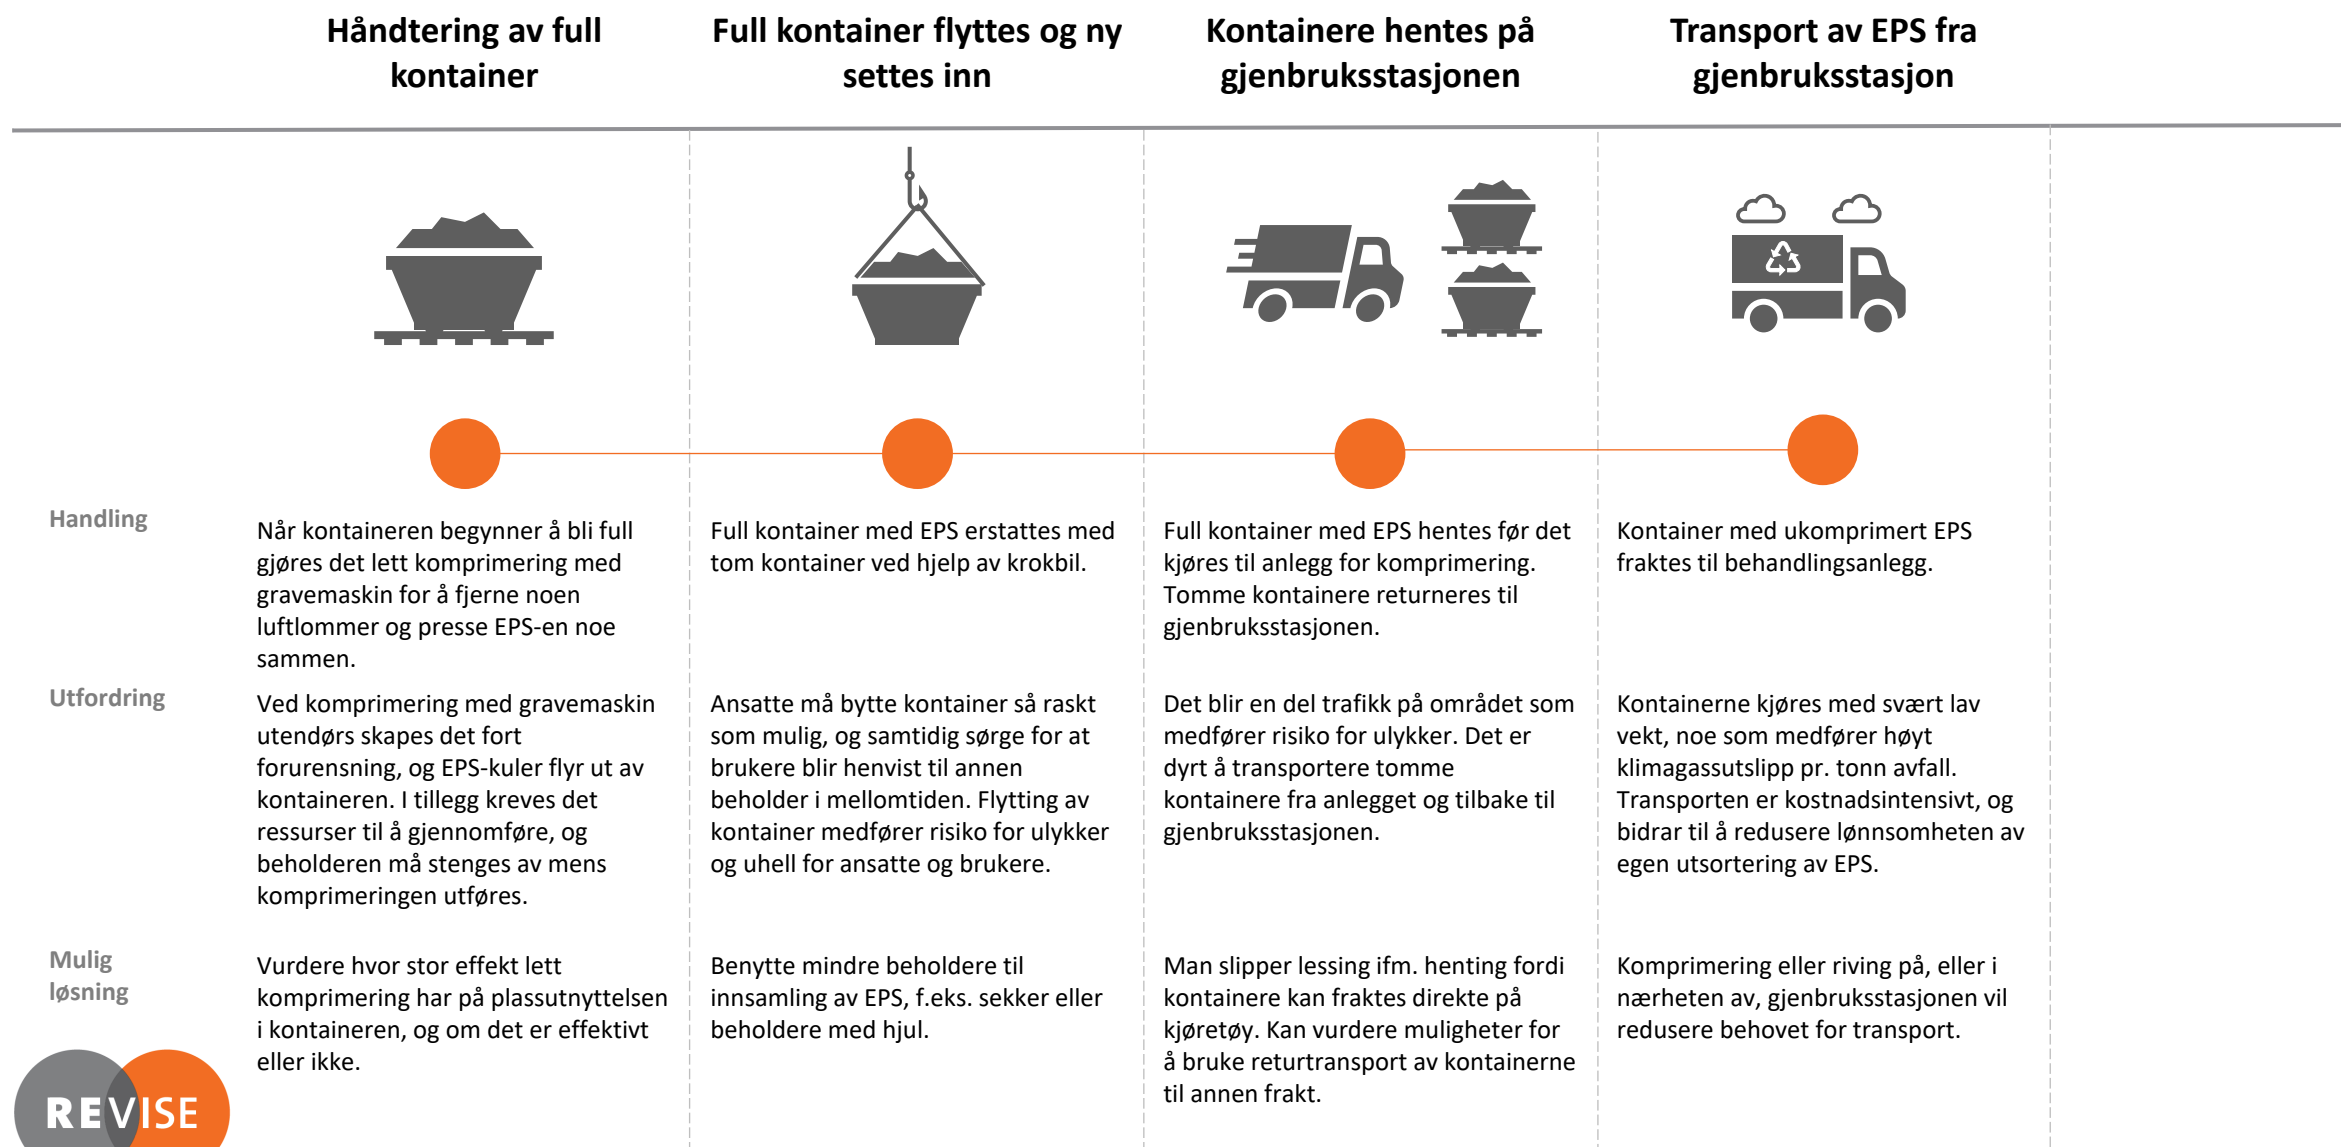 Håndtering av full
kontainer
Full kontainer flyttes og ny
settes inn
Kontainere hentes på
gjenbruksstasjonen
Transport av EPS fra
gjenbruksstasjon
Handling
Når kontaineren begynner å bli full
gjøres det lett komprimering med
gravemaskin for å fjerne noen
luftlommer og presse EPS-en noe
sammen.
Full kontainer med EPS erstattes med
tom kontainer ved hjelp av krokbil.
Full kontainer med EPS hentes før det
kjøres til anlegg for komprimering.
Tomme kontainere returneres til
gjenbruksstasjonen.
Kontainer med ukomprimert EPS
fraktes til behandlingsanlegg.
Utfordring
Ved komprimering med gravemaskin
utendørs skapes det fort
forurensning, og EPS-kuler flyr ut av
kontaineren. I tillegg kreves det
ressurser til å gjennomføre, og
beholderen må stenges av mens
komprimeringen utføres.
Ansatte må bytte kontainer så raskt
som mulig, og samtidig sørge for at
brukere blir henvist til annen
beholder i mellomtiden. Flytting av
kontainer medfører risiko for ulykker
og uhell for ansatte og brukere.
Det blir en del trafikk på området som
medfører risiko for ulykker. Det er
dyrt å transportere tomme
kontainere fra anlegget og tilbake til
gjenbruksstasjonen.
Kontainerne kjøres med svært lav
vekt, noe som medfører høyt
klimagassutslipp pr. tonn avfall.
Transporten er kostnadsintensivt, og
bidrar til å redusere lønnsomheten av
egen utsortering av EPS.
Mulig
løsning
Vurdere hvor stor effekt lett
komprimering har på plassutnyttelsen
i kontaineren, og om det er effektivt
eller ikke.
Benytte mindre beholdere til
innsamling av EPS, f.eks. sekker eller
beholdere med hjul.
Man slipper lessing ifm. henting fordi
kontainere kan fraktes direkte på
kjøretøy. Kan vurdere muligheter for
å bruke returtransport av kontainerne
til annen frakt.
Komprimering eller riving på, eller i
nærheten av, gjenbruksstasjonen vil
redusere behovet for transport.
REVISE